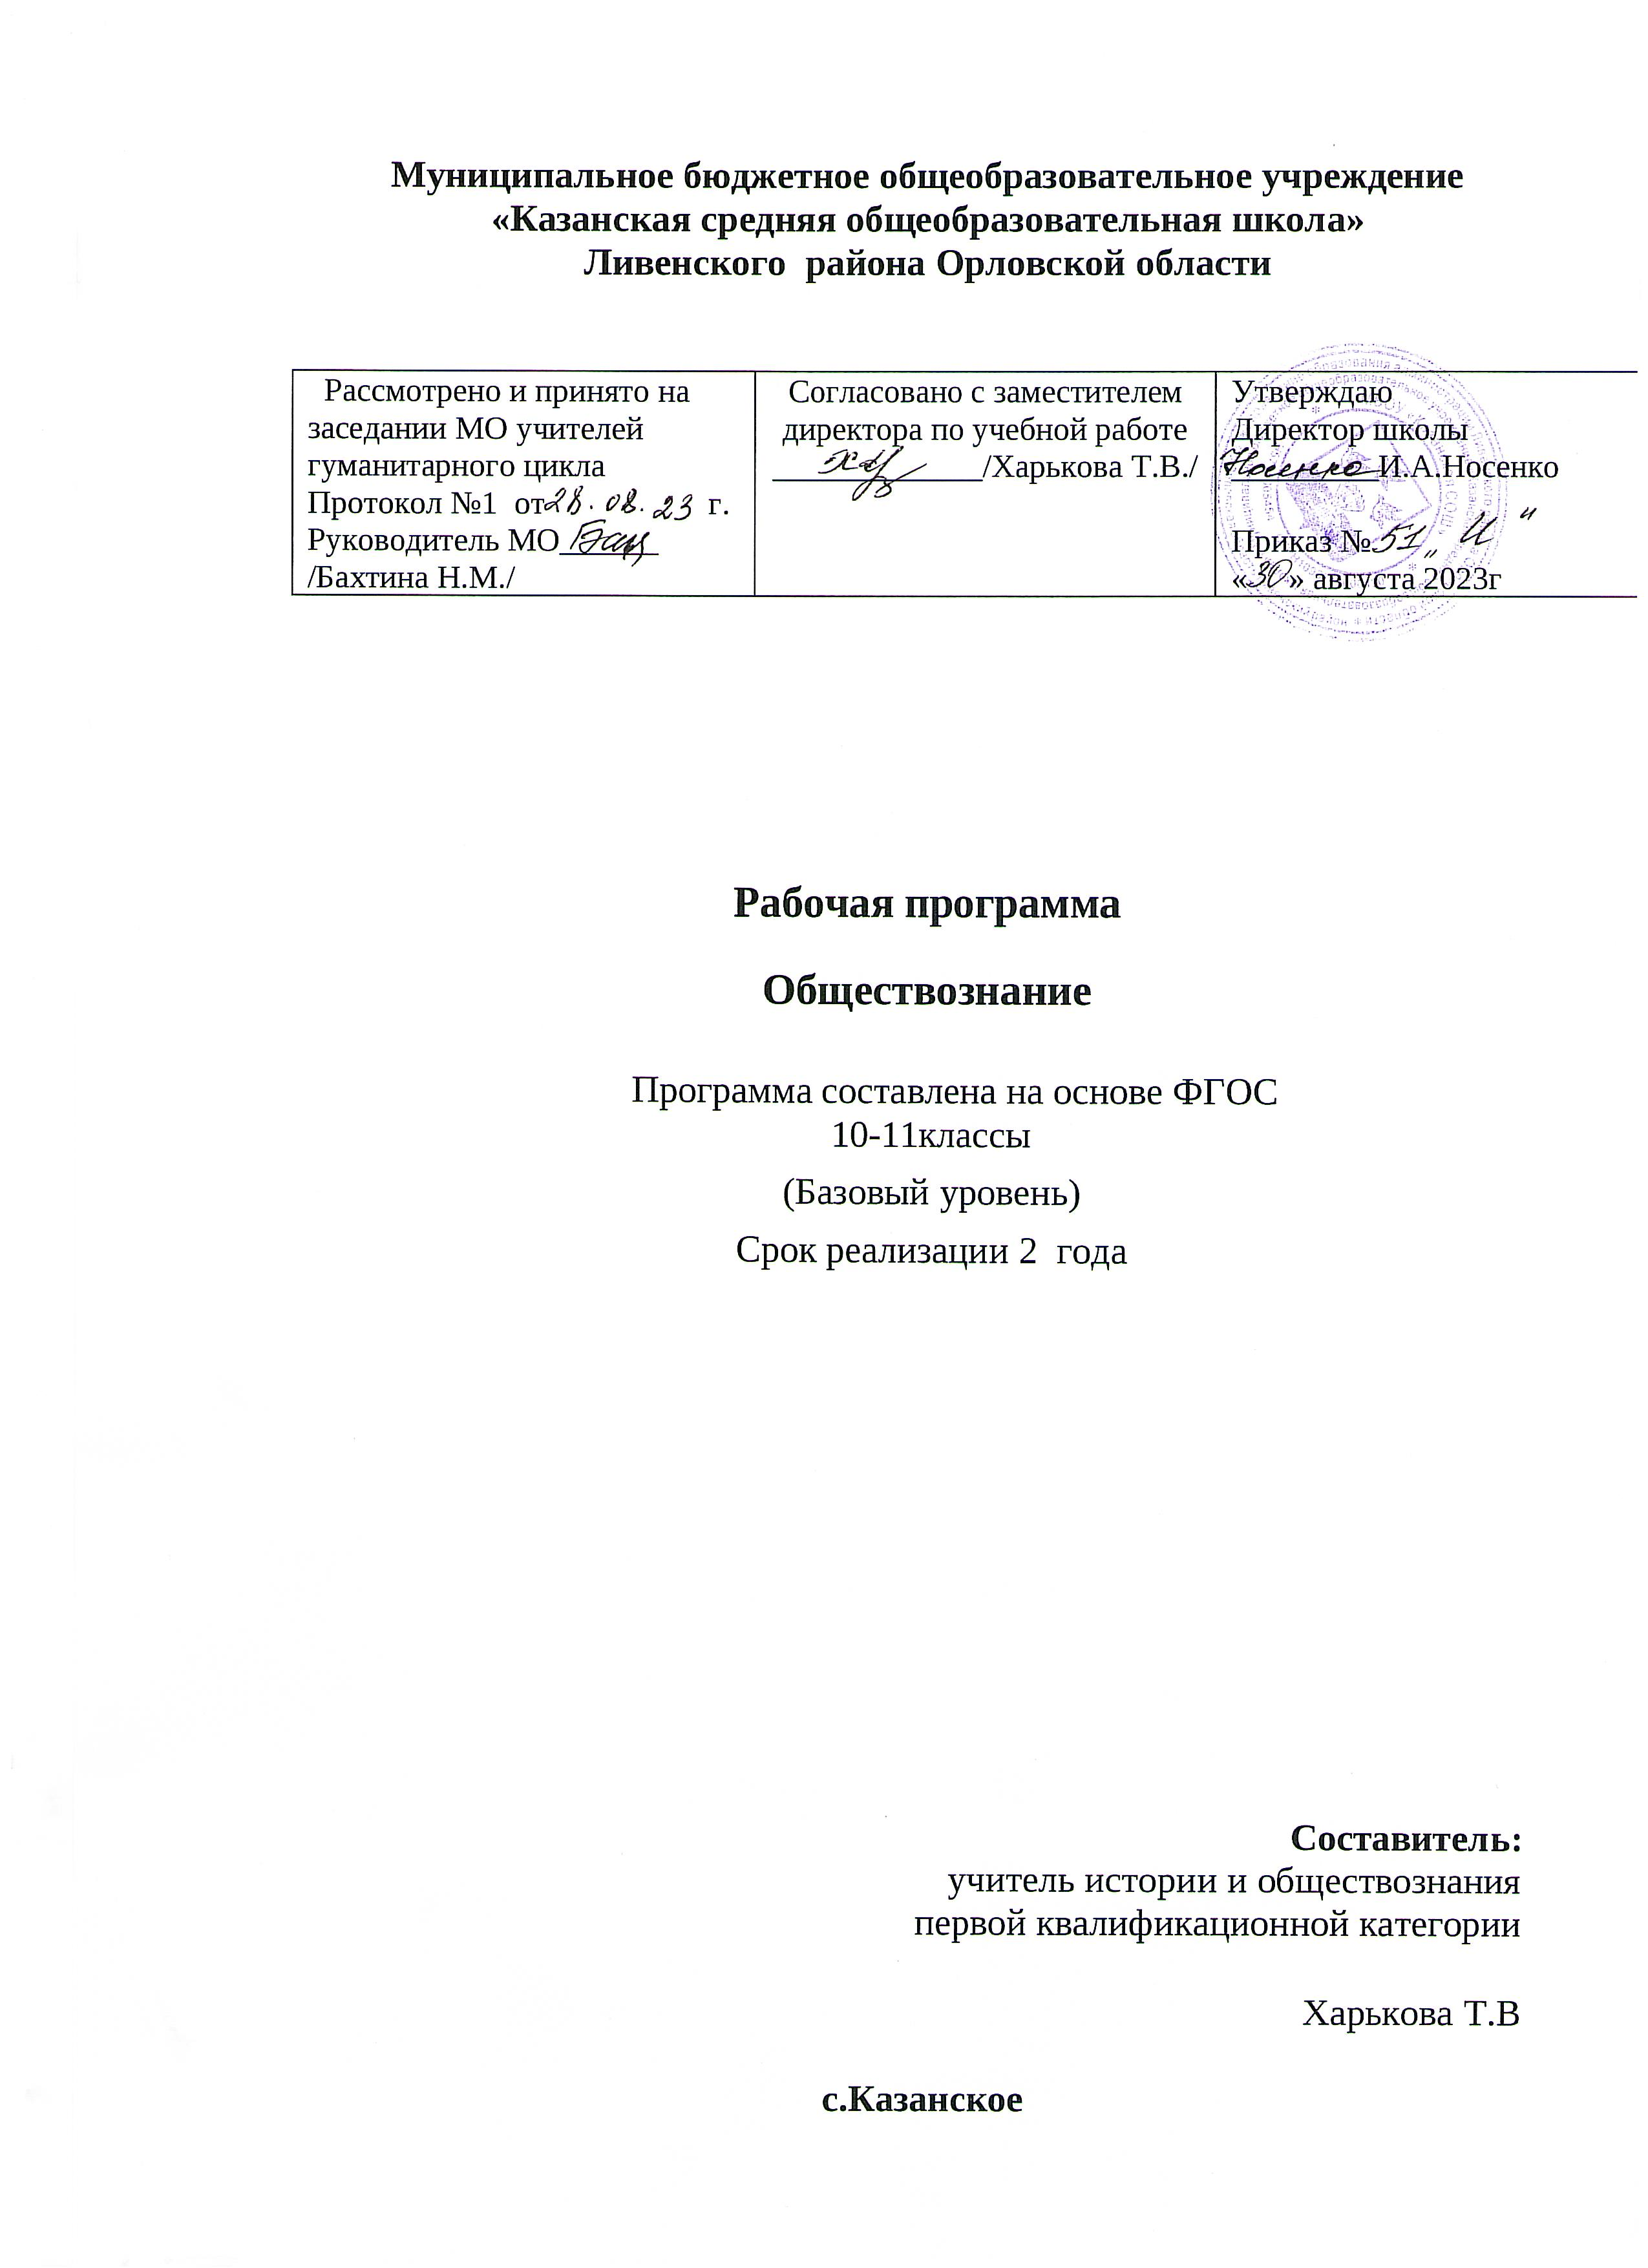 Муниципальное бюджетное общеобразовательное учреждение
«Казанская средняя общеобразовательная школа»
Ливенского района Орловской области
Рассмотрено и принято на
заседании МО учителей
гуманитарного цикла
Протокол №1 от 28.08.23 г.
Руководитель МО
/Бахтина Н.М./
Согласовано с заместителем
директора по учебной работе
/Харькова Т.В./
Утверждаю
Директор школы
И.А.Носенко
Приказ №51 „И“
«30» августа 2023г
Рабочая программа
Обществознание
Программа составлена на основе ФГОС
10-11классы
(Базовый уровень)
Срок реализации 2 года
Составитель:
учитель истории и обществознания
первой квалификационной категории
Харькова Т.В
с.Казанское